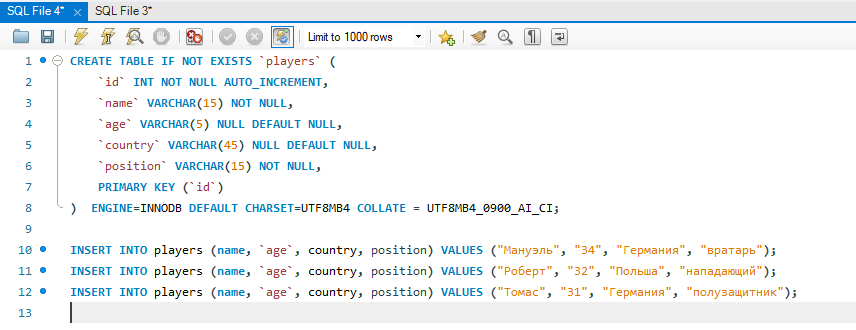 SQL File 4*
SQL File 3*
Limit to 1000 rows
1 CREATE TABLE IF NOT EXISTS `players` (
2 `id` INT NOT NULL AUTO_INCREMENT,
3 `name` VARCHAR(15) NOT NULL,
4 `age` VARCHAR(5) NULL DEFAULT NULL,
5 `country` VARCHAR(45) NULL DEFAULT NULL,
6 `position` VARCHAR(15) NOT NULL,
7 PRIMARY KEY (`id`)
8 ) ENGINE=INNODB DEFAULT CHARSET=UTF8MB4 COLLATE = UTF8MB4_0900_AI_CI;
9
10 INSERT INTO players (name, `age`, country, position) VALUES ("Мануэль", "34", "Германия", "вратарь");
11 INSERT INTO players (name, `age`, country, position) VALUES ("Роберт", "32", "Польша", "нападающий");
12 INSERT INTO players (name, `age`, country, position) VALUES ("Томас", "31", "Германия", "полузащитник");
13